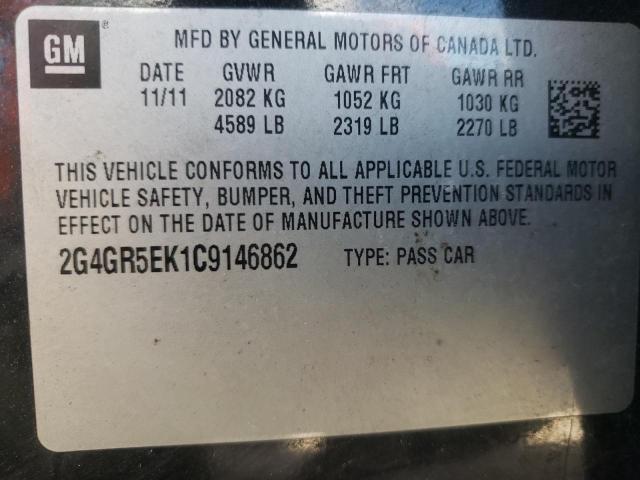 GM
MFD BY GENERAL MOTORS OF CANADA LTD.
DATE GVWR GAWR FRT GAWR RR
11/11 2082 KG 1052 KG 1030 KG
4589 LB 2319 LB 2270 LB
THIS VEHICLE CONFORMS TO ALL APPLICABLE U.S. FEDERAL MOTOR
VEHICLE SAFETY, BUMPER, AND THEFT PREVENTION STANDARDS IN
EFFECT ON THE DATE OF MANUFACTURE SHOWN ABOVE.
2G4GR5EK1C9146862 TYPE: PASS CAR